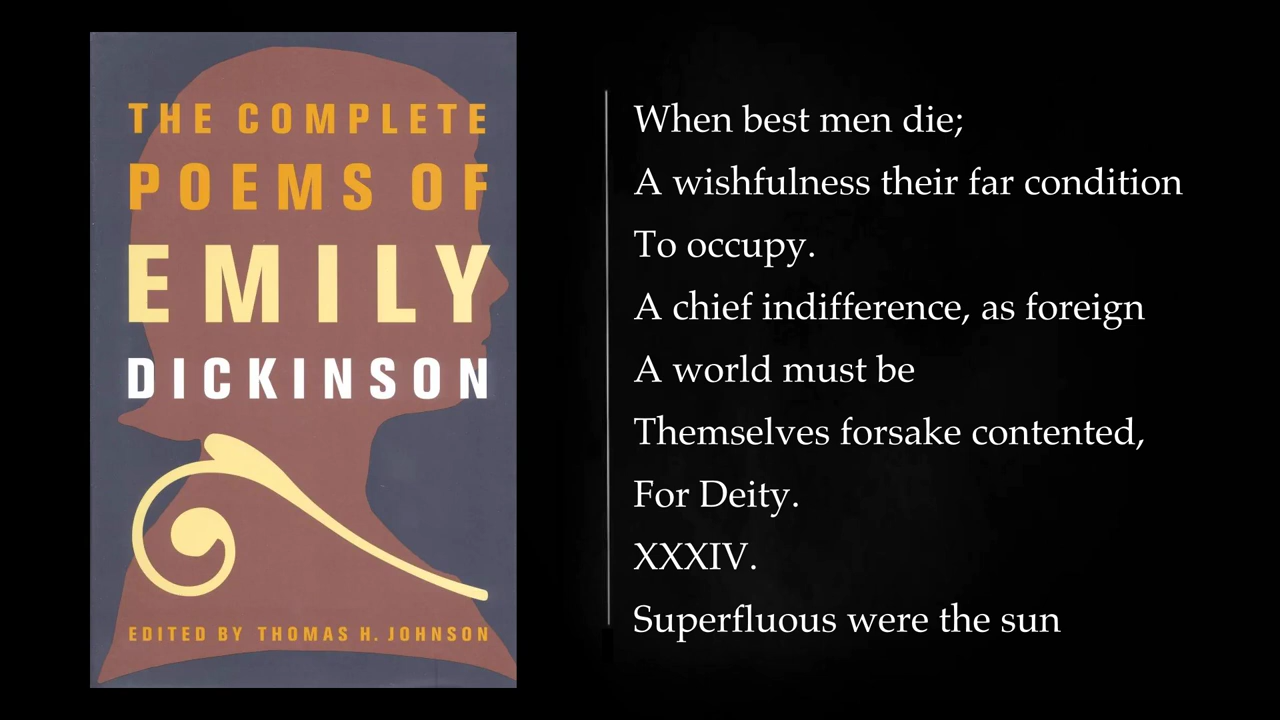 THE COMPLETE
POEMS OF
EMILY
DICKINSON
EDITED BY THOMAS H. JOHNSON
When best men die;
A wishfulness their far condition
To occupy.
A chief indifference, as foreign
A world must be
Themselves forsake contented,
For Deity.
XXXIV.
Superfluous were the sun